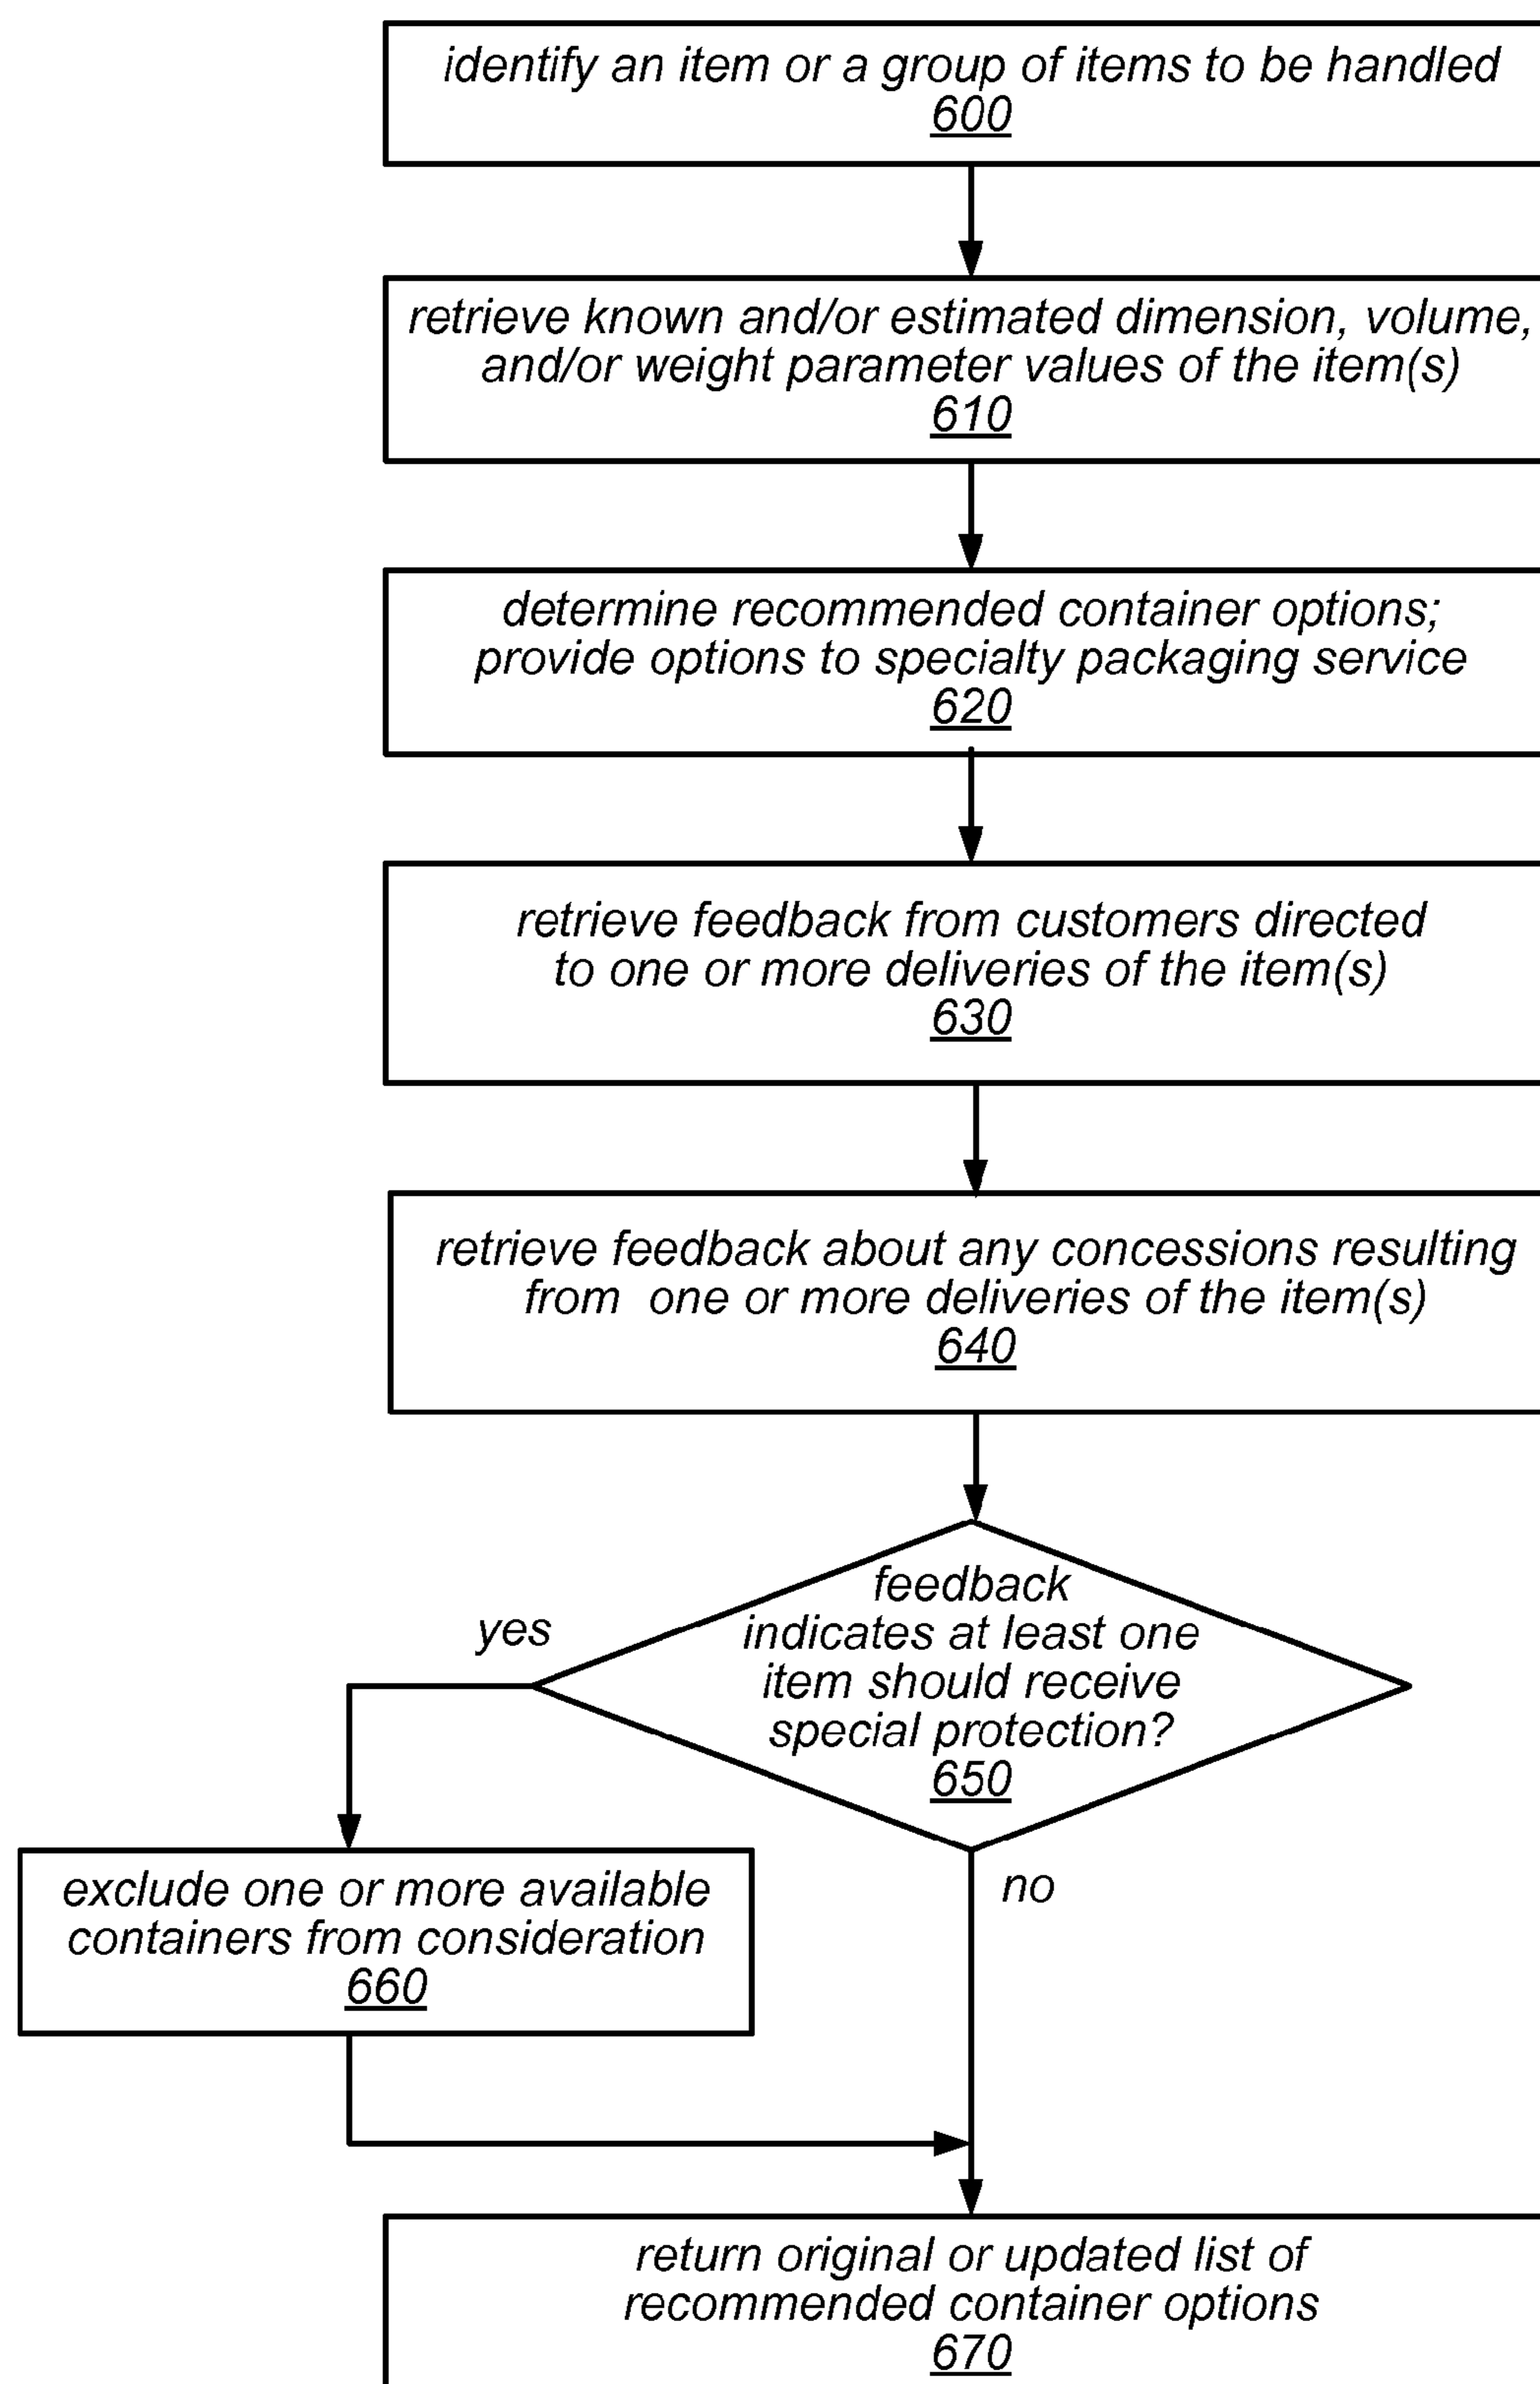 identify an item or a group of items to be handled
600
retrieve known and/or estimated dimension, volume,
and/or weight parameter values of the item(s)
610
determine recommended container options;
provide options to specialty packaging service
620
retrieve feedback from customers directed
to one or more deliveries of the item(s)
630
retrieve feedback about any concessions resulting
from one or more deliveries of the item(s)
640
feedback
indicates at least one
item should receive
special protection?
650
yes
no
exclude one or more available
containers from consideration
660
return original or updated list of
recommended container options
670